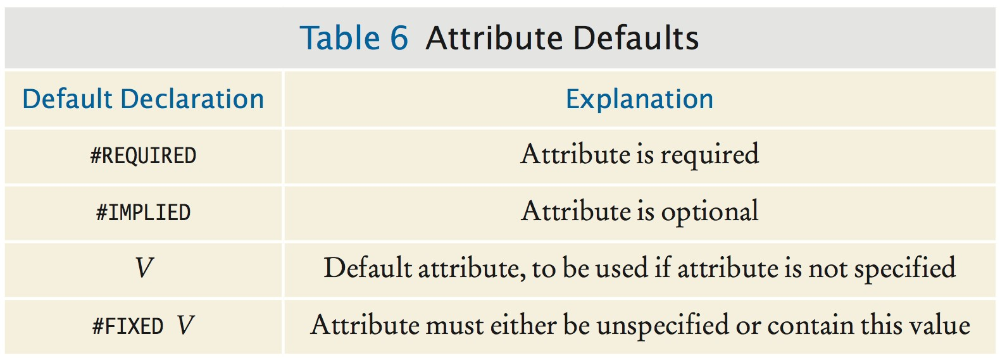 Table 6 Attribute Defaults
Default Declaration Explanation
#REQUIRED Attribute is required
#IMPLIED Attribute is optional
V Default attribute, to be used if attribute is not specified
#FIXED V Attribute must either be unspecified or contain this value